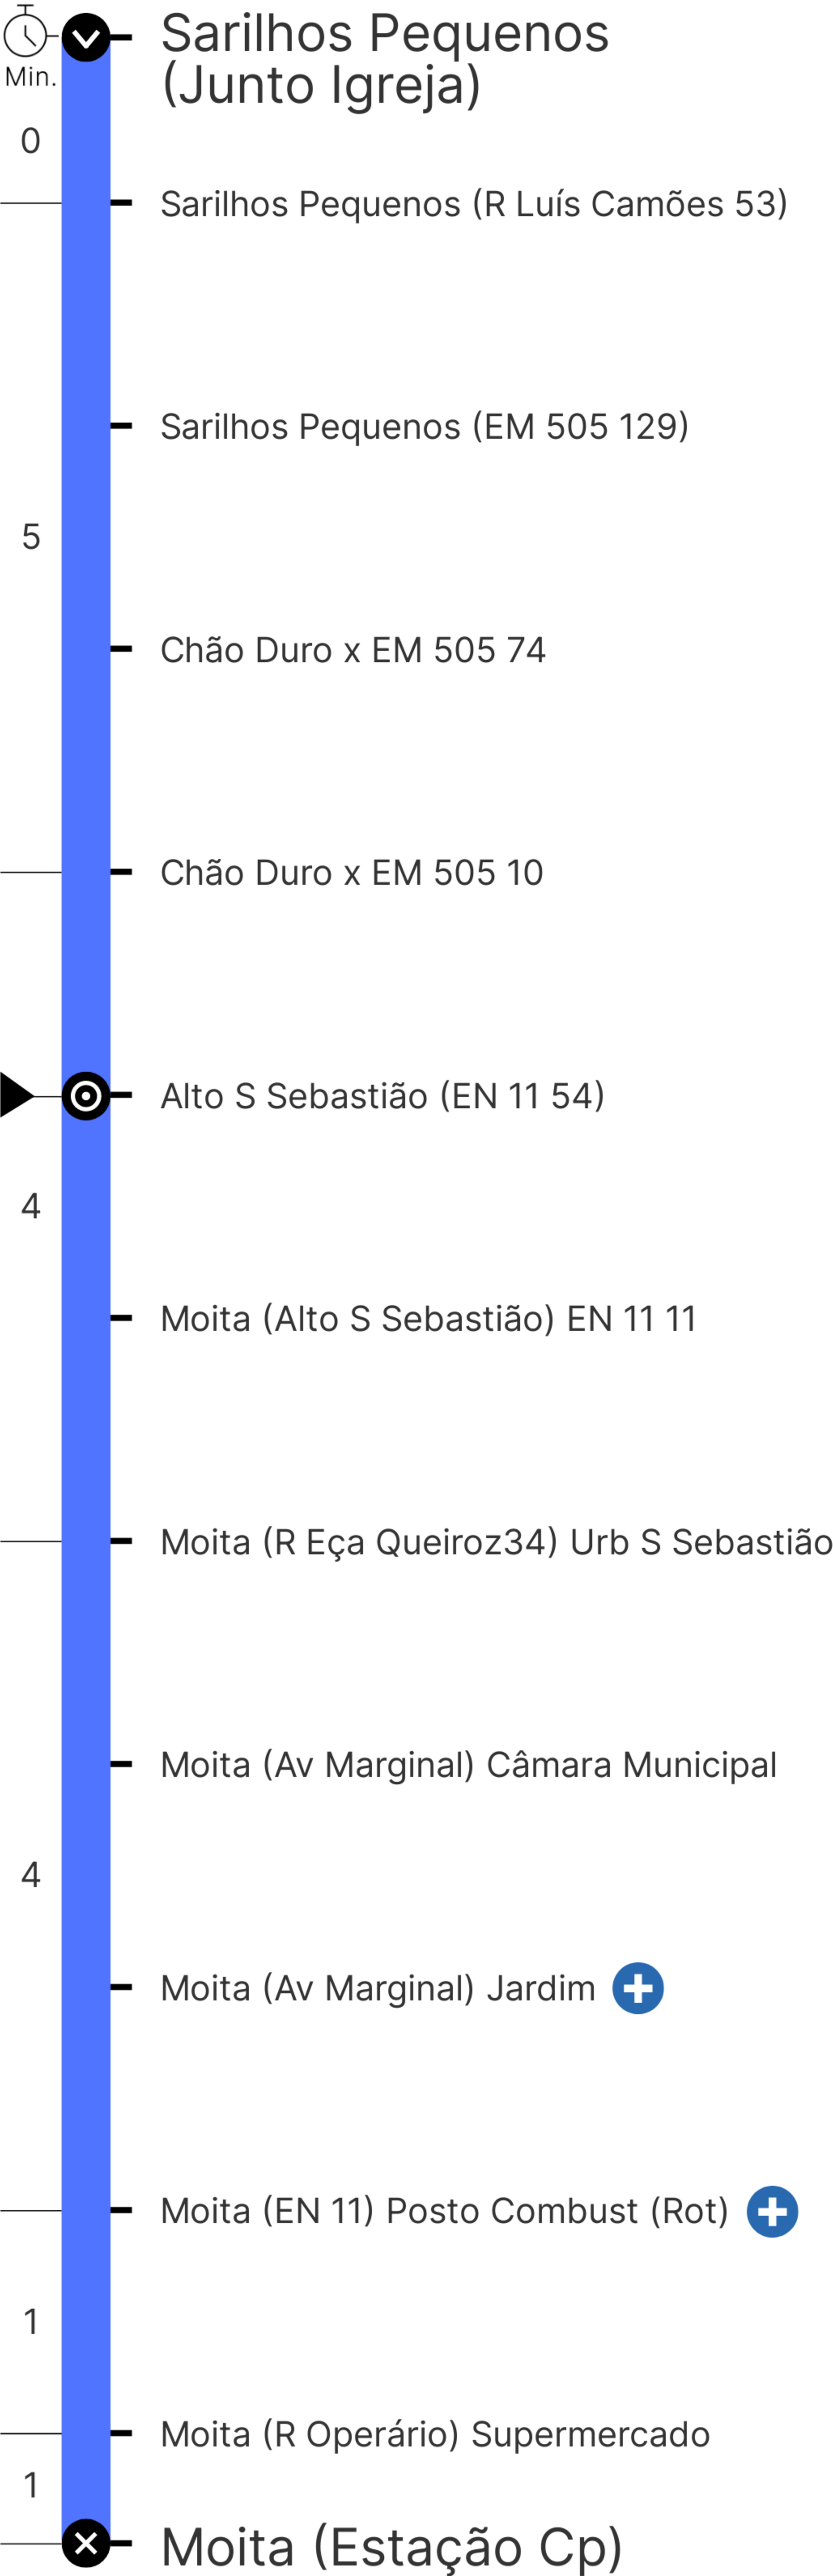 Sarilhos Pequenos
(Junto Igreja)
Min.
0
Sarilhos Pequenos (R Luís Camões 53)
Sarilhos Pequenos (EM 505 129)
5
Chão Duro x EM 505 74
Chão Duro x EM 505 10
Alto S Sebastião (EN 11 54)
4
Moita (Alto S Sebastião) EN 11 11
Moita (R Eça Queiroz34) Urb S Sebastião
Moita (Av Marginal) Câmara Municipal
4
Moita (Av Marginal) Jardim
Moita (EN 11) Posto Combust (Rot)
1
Moita (R Operário) Supermercado
1
Moita (Estação Cp)